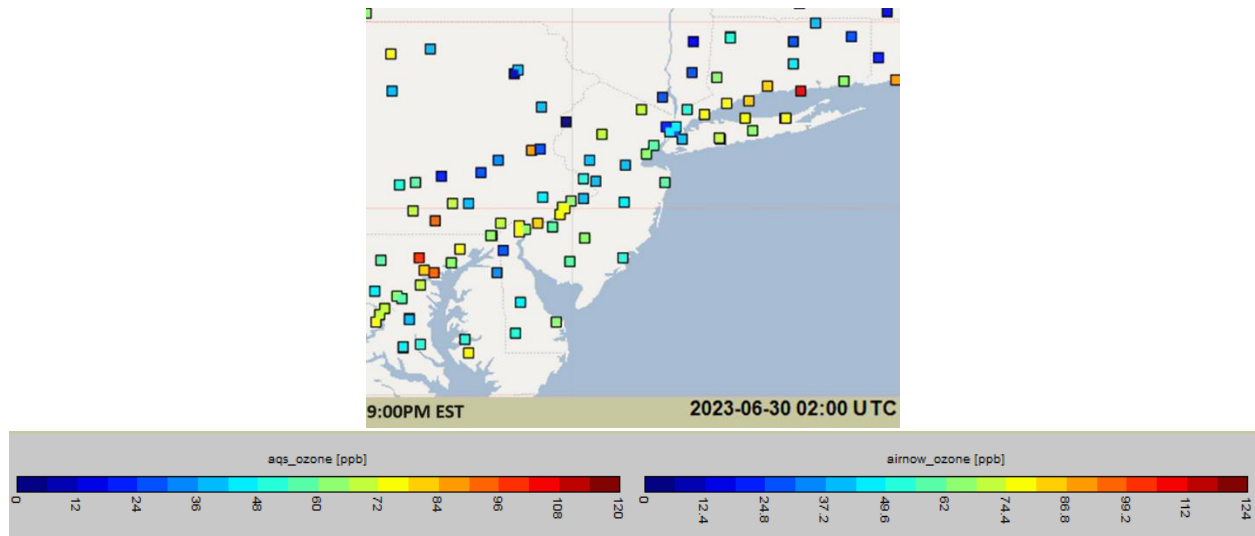 9:00PM EST
2023-06-30 02:00 UTC
aqs_ozone [ppb]
0 12 24 36 48 60 72 84 96 108 120
airnow_ozone [ppb]
0 12.4 24.8 37.2 49.6 62 74.4 86.8 99.2 112 124